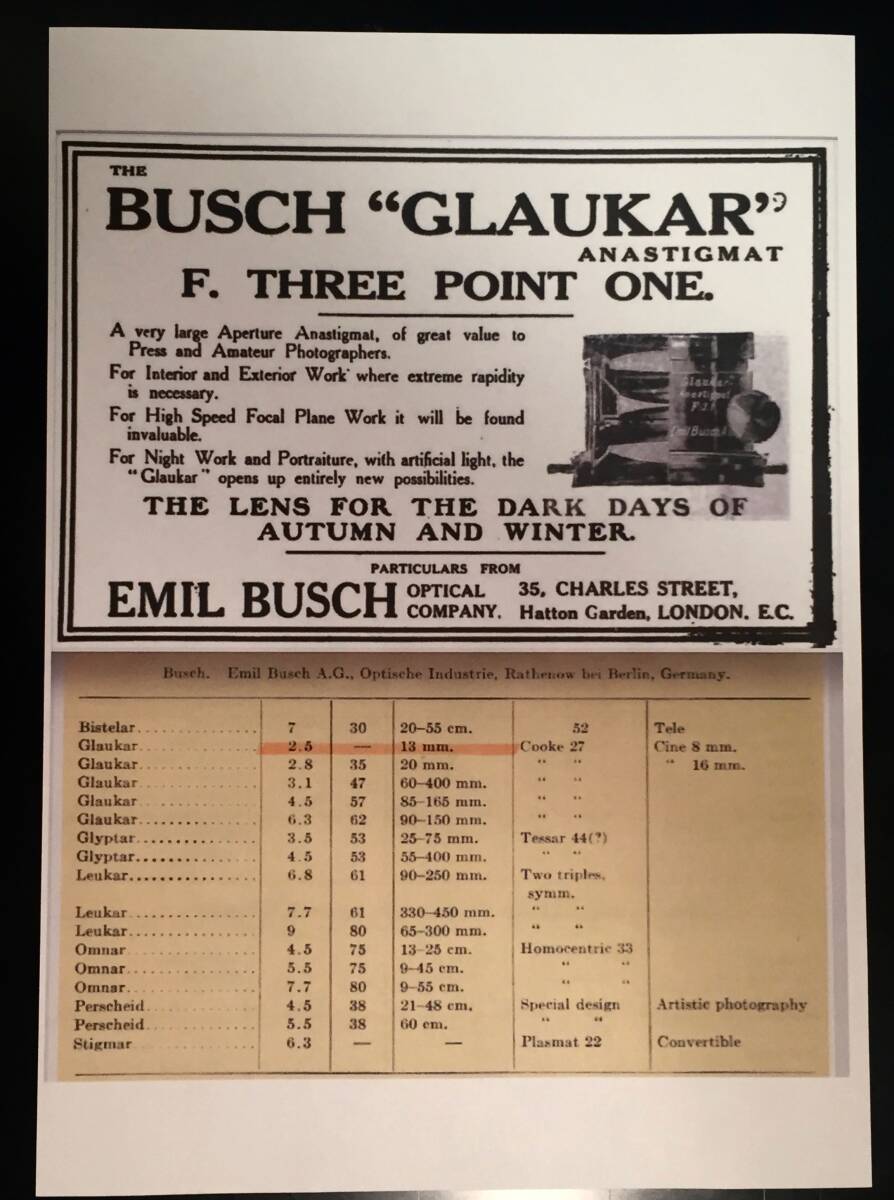 THE
BUSCH “GLAUKAR”
ANASTIGMAT
F. THREE POINT ONE.
A very large Aperture Anastigmat, of great value to
Press and Amateur Photographers.
For Interior and Exterior Work where extreme rapidity
is necessary.
For High Speed Focal Plane Work it will be found
invaluable.
For Night Work and Portraiture, with artificial light, the
“Glaukar” opens up entirely new possibilities.
Glaukar
Anastigmat
F.3,1
Emil Busch A.
THE LENS FOR THE DARK DAYS OF
AUTUMN AND WINTER.
PARTICULARS FROM
EMIL BUSCH OPTICAL COMPANY.
35, CHARLES STREET,
Hatton Garden, LONDON. E.C.
Busch. Emil Busch A.G., Optische Industrie, Rathenow bei Berlin, Germany.
Bistelar.............. 7 30 20–55 cm. 52 Tele
Glaukar.............. 2.5 — 13 mm. Cooke 27 Cine 8 mm.
Glaukar.............. 2.8 35 20 mm. “ “ “ 16 mm.
Glaukar.............. 3.1 47 60–400 mm. “ “
Glaukar.............. 4.5 57 85–165 mm. “ “
Glaukar.............. 6.3 62 90–150 mm. “ “
Glyptar.............. 3.5 53 25–75 mm. Tessar 44(?)
Glyptar.............. 4.5 53 55–400 mm. “ “
Leukar.............. 6.8 61 90–250 mm. Two triples,
symm.
Leukar.............. 7.7 61 330–450 mm. “ “
Leukar.............. 9 80 65–300 mm. “ “
Omnar.............. 4.5 75 13–25 cm. Homocentric 33
Omnar.............. 5.5 75 9–45 cm. “ “
Omnar.............. 7.7 80 9–55 cm. “ “
Perscheid.............. 4.5 38 21–48 cm. Special design Artistic photography
Perscheid.............. 5.5 38 60 cm. “ “
Stigmar.............. 6.3 — — Plasmat 22 Convertible